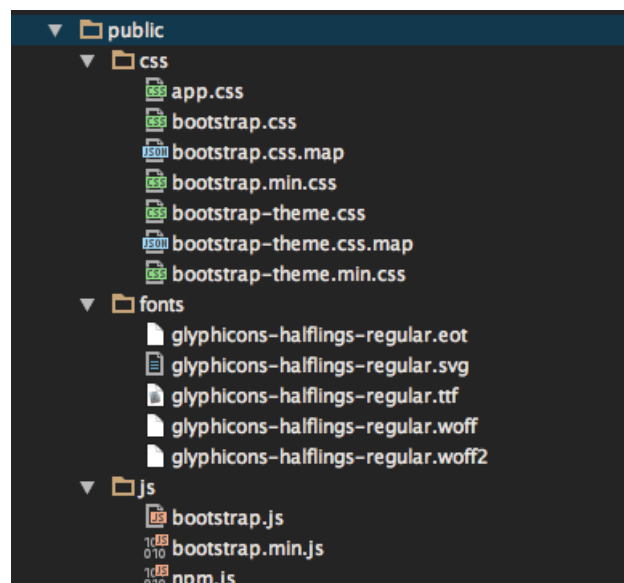 public
css
app.css
bootstrap.css
bootstrap.css.map
bootstrap.min.css
bootstrap-theme.css
bootstrap-theme.css.map
bootstrap-theme.min.css
fonts
glyphicons-halflings-regular.eot
glyphicons-halflings-regular.svg
glyphicons-halflings-regular.ttf
glyphicons-halflings-regular.woff
glyphicons-halflings-regular.woff2
js
bootstrap.js
bootstrap.min.js
npm.js